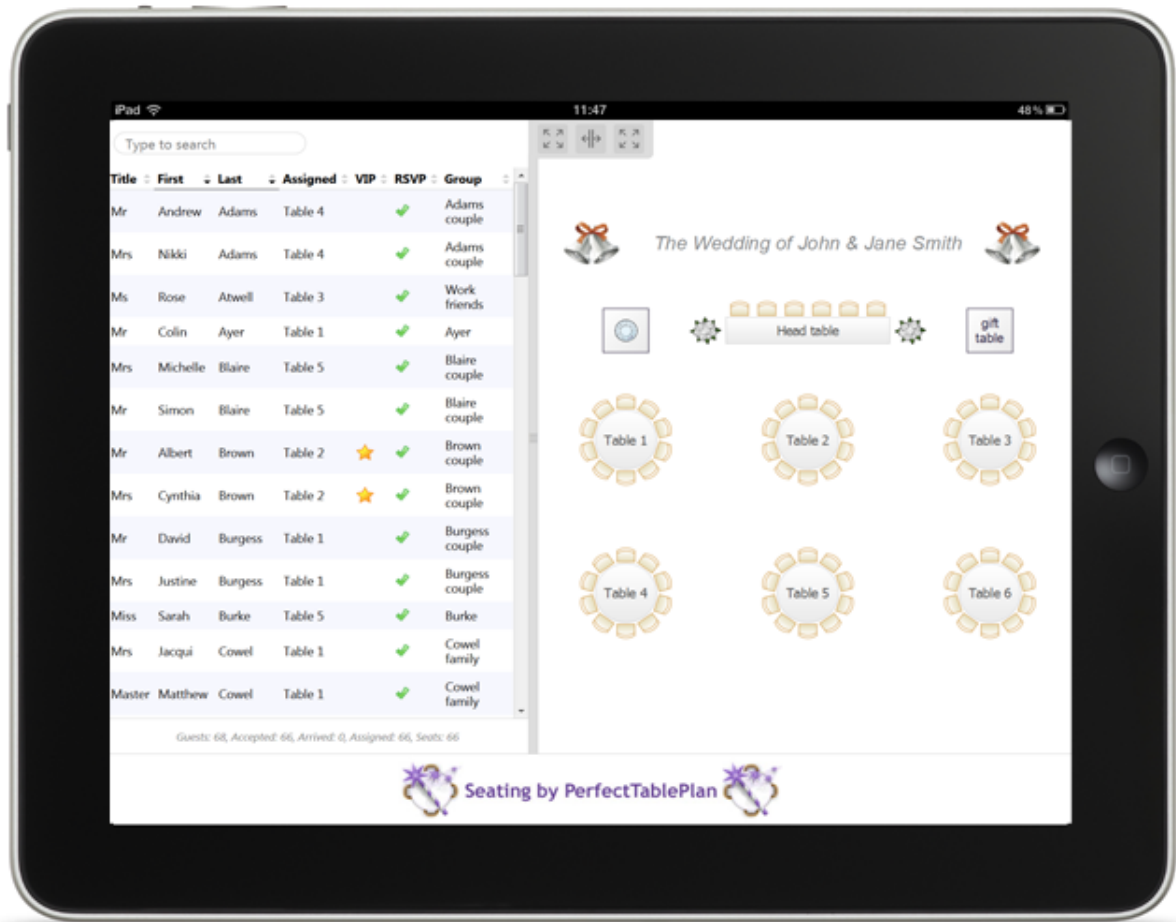 iPad 11:47 48%
Type to search
Title First Last Assigned VIP RSVP Group
Mr Andrew Adams Table 4 Adams
couple
Mrs Nikki Adams Table 4 Adams
couple
Ms Rose Atwell Table 3 Work
friends
Mr Colin Ayer Table 1 Ayer
Mrs Michelle Blaire Table 5 Blaire
couple
Mr Simon Blaire Table 5 Blaire
couple
Mr Albert Brown Table 2 Brown
couple
Mrs Cynthia Brown Table 2 Brown
couple
Mr David Burgess Table 1 Burgess
couple
Mrs Justine Burgess Table 1 Burgess
couple
Miss Sarah Burke Table 5 Burke
Mrs Jacqui Cowel Table 1 Cowel
family
Master Matthew Cowel Table 1 Cowel
family
Guests: 68, Accepted: 66, Arrived: 0, Assigned: 66, Seats: 66
The Wedding of John & Jane Smith
Head table
gift
table
Table 1 Table 2 Table 3
Table 4 Table 5 Table 6
Seating by PerfectTablePlan